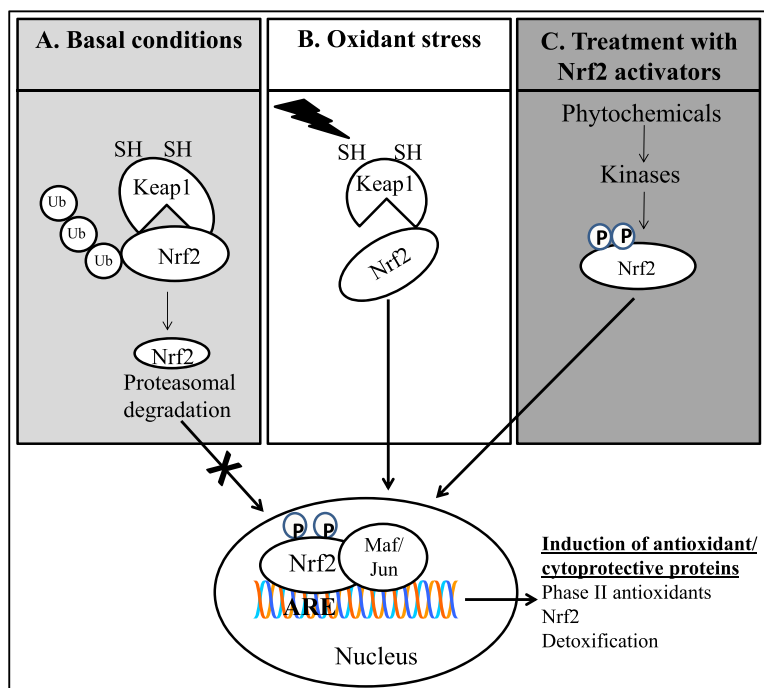 A. Basal conditions
SH SH
Keap1
Ub
Ub
Ub
Nrf2
Nrf2
Proteasomal
degradation
B. Oxidant stress
SH SH
Keap1
Nrf2
C. Treatment with
Nrf2 activators
Phytochemicals
Kinases
P P
Nrf2
P P
Nrf2
Maf/
Jun
ARE
Nucleus
Induction of antioxidant/
cytoprotective proteins
Phase II antioxidants
Nrf2
Detoxification